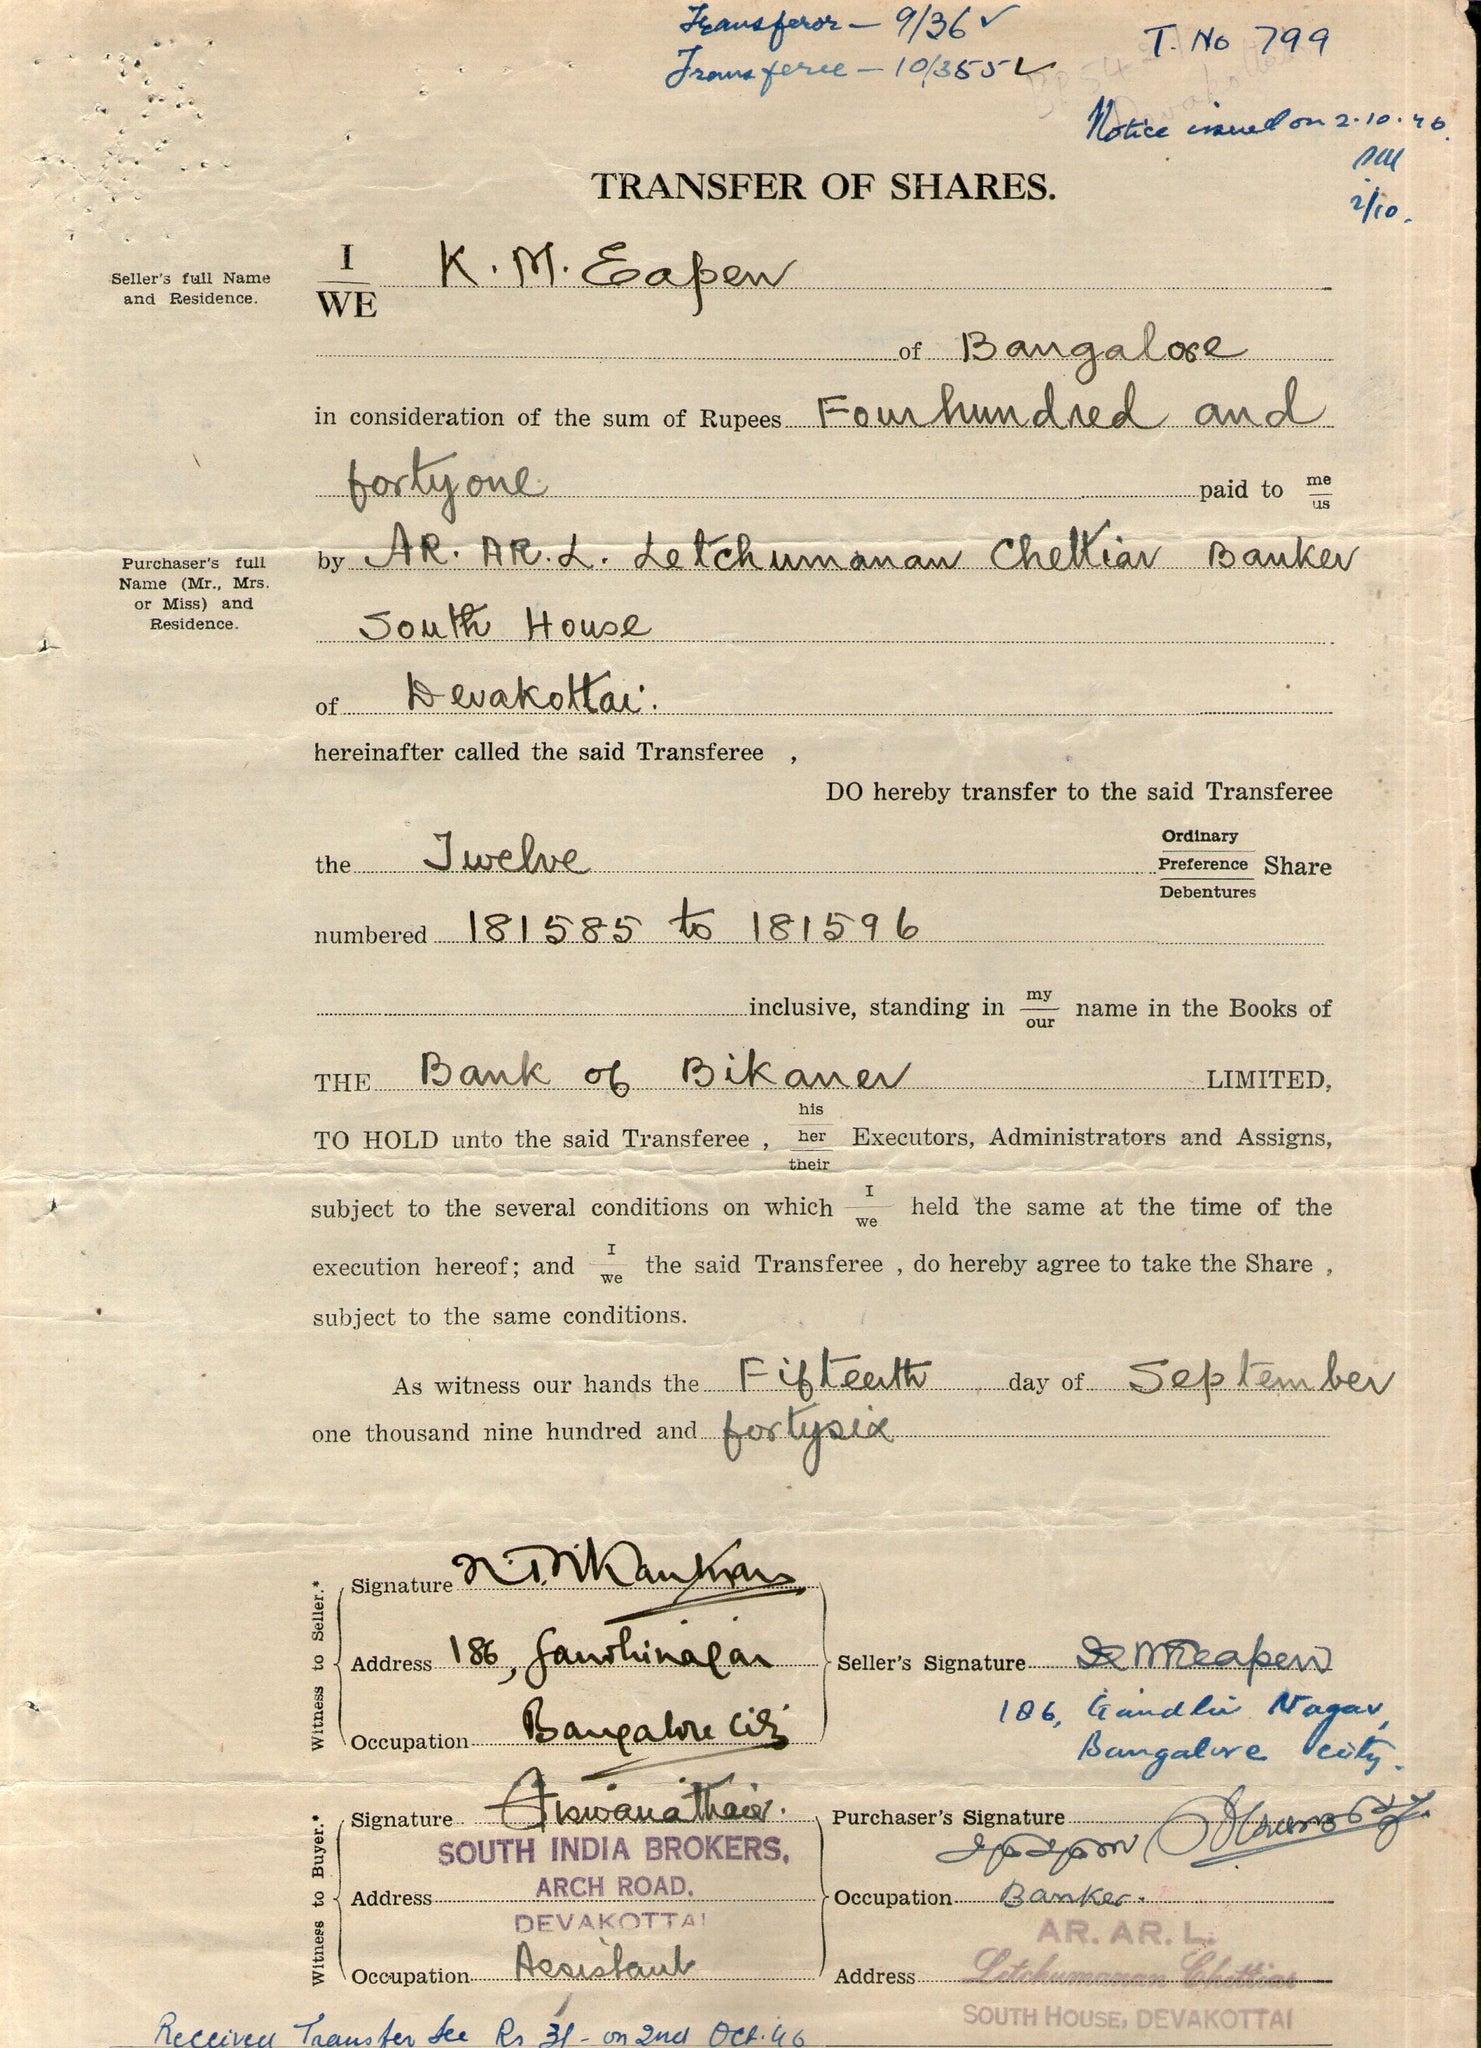 Transferor - 9/36 ✓
Transferee - 10/355 ✓
T. No 799
Notice issued on 2.10.46
2/10.
TRANSFER OF SHARES.
Seller's full Name
and Residence.
I
WE
K. M. Eapen
of Bangalore
in consideration of the sum of Rupees Four hundred and
forty one paid to me
us
Purchaser's full
Name (Mr., Mrs.
or Miss) and
Residence.
by AR. AR. L. Letchumanan Chettiar Banker
South House
of Devakottai.
hereinafter called the said Transferee ,
DO hereby transfer to the said Transferee
the Twelve
Ordinary
Preference
Debentures
Share
numbered 181585 to 181596
inclusive, standing in my
our name in the Books of
THE Bank of Bikaner LIMITED,
TO HOLD unto the said Transferee , his
her
their Executors, Administrators and Assigns,
subject to the several conditions on which I
we held the same at the time of the
execution hereof; and I
we the said Transferee , do hereby agree to take the Share ,
subject to the same conditions.
As witness our hands the Fifteenth day of September
one thousand nine hundred and fortysix
Witness to Seller.*
Signature
Address 186, Gandhinagar
Occupation Bangalore City
Seller's Signature K M Eapen
186, Gandhi Nagar,
Bangalore City.
Witness to Buyer.*
Signature
SOUTH INDIA BROKERS,
ARCH ROAD,
Address
DEVAKOTTAI
Occupation Assistant
Purchaser's Signature
Occupation Banker.
AR. AR. L.
Address Letchumanan Chettiar
SOUTH HOUSE, DEVAKOTTAI
Received Transfer fee Rs 3/- on 2nd Oct. 46